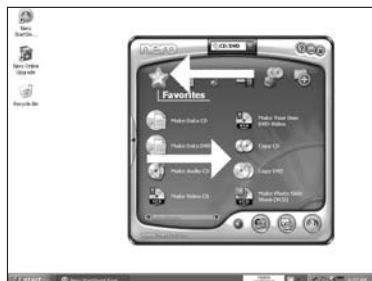 Nero
StartSm...
Nero Online
Upgrade
Recycle Bin
nero
CD/DVD
Favorites
Make Data CD
Make Your Own
DVD-Video
Make Data DVD
Copy CD
Make Audio CD
Copy DVD
Make Video CD
Make Photo Slide
Show (VCD)
start